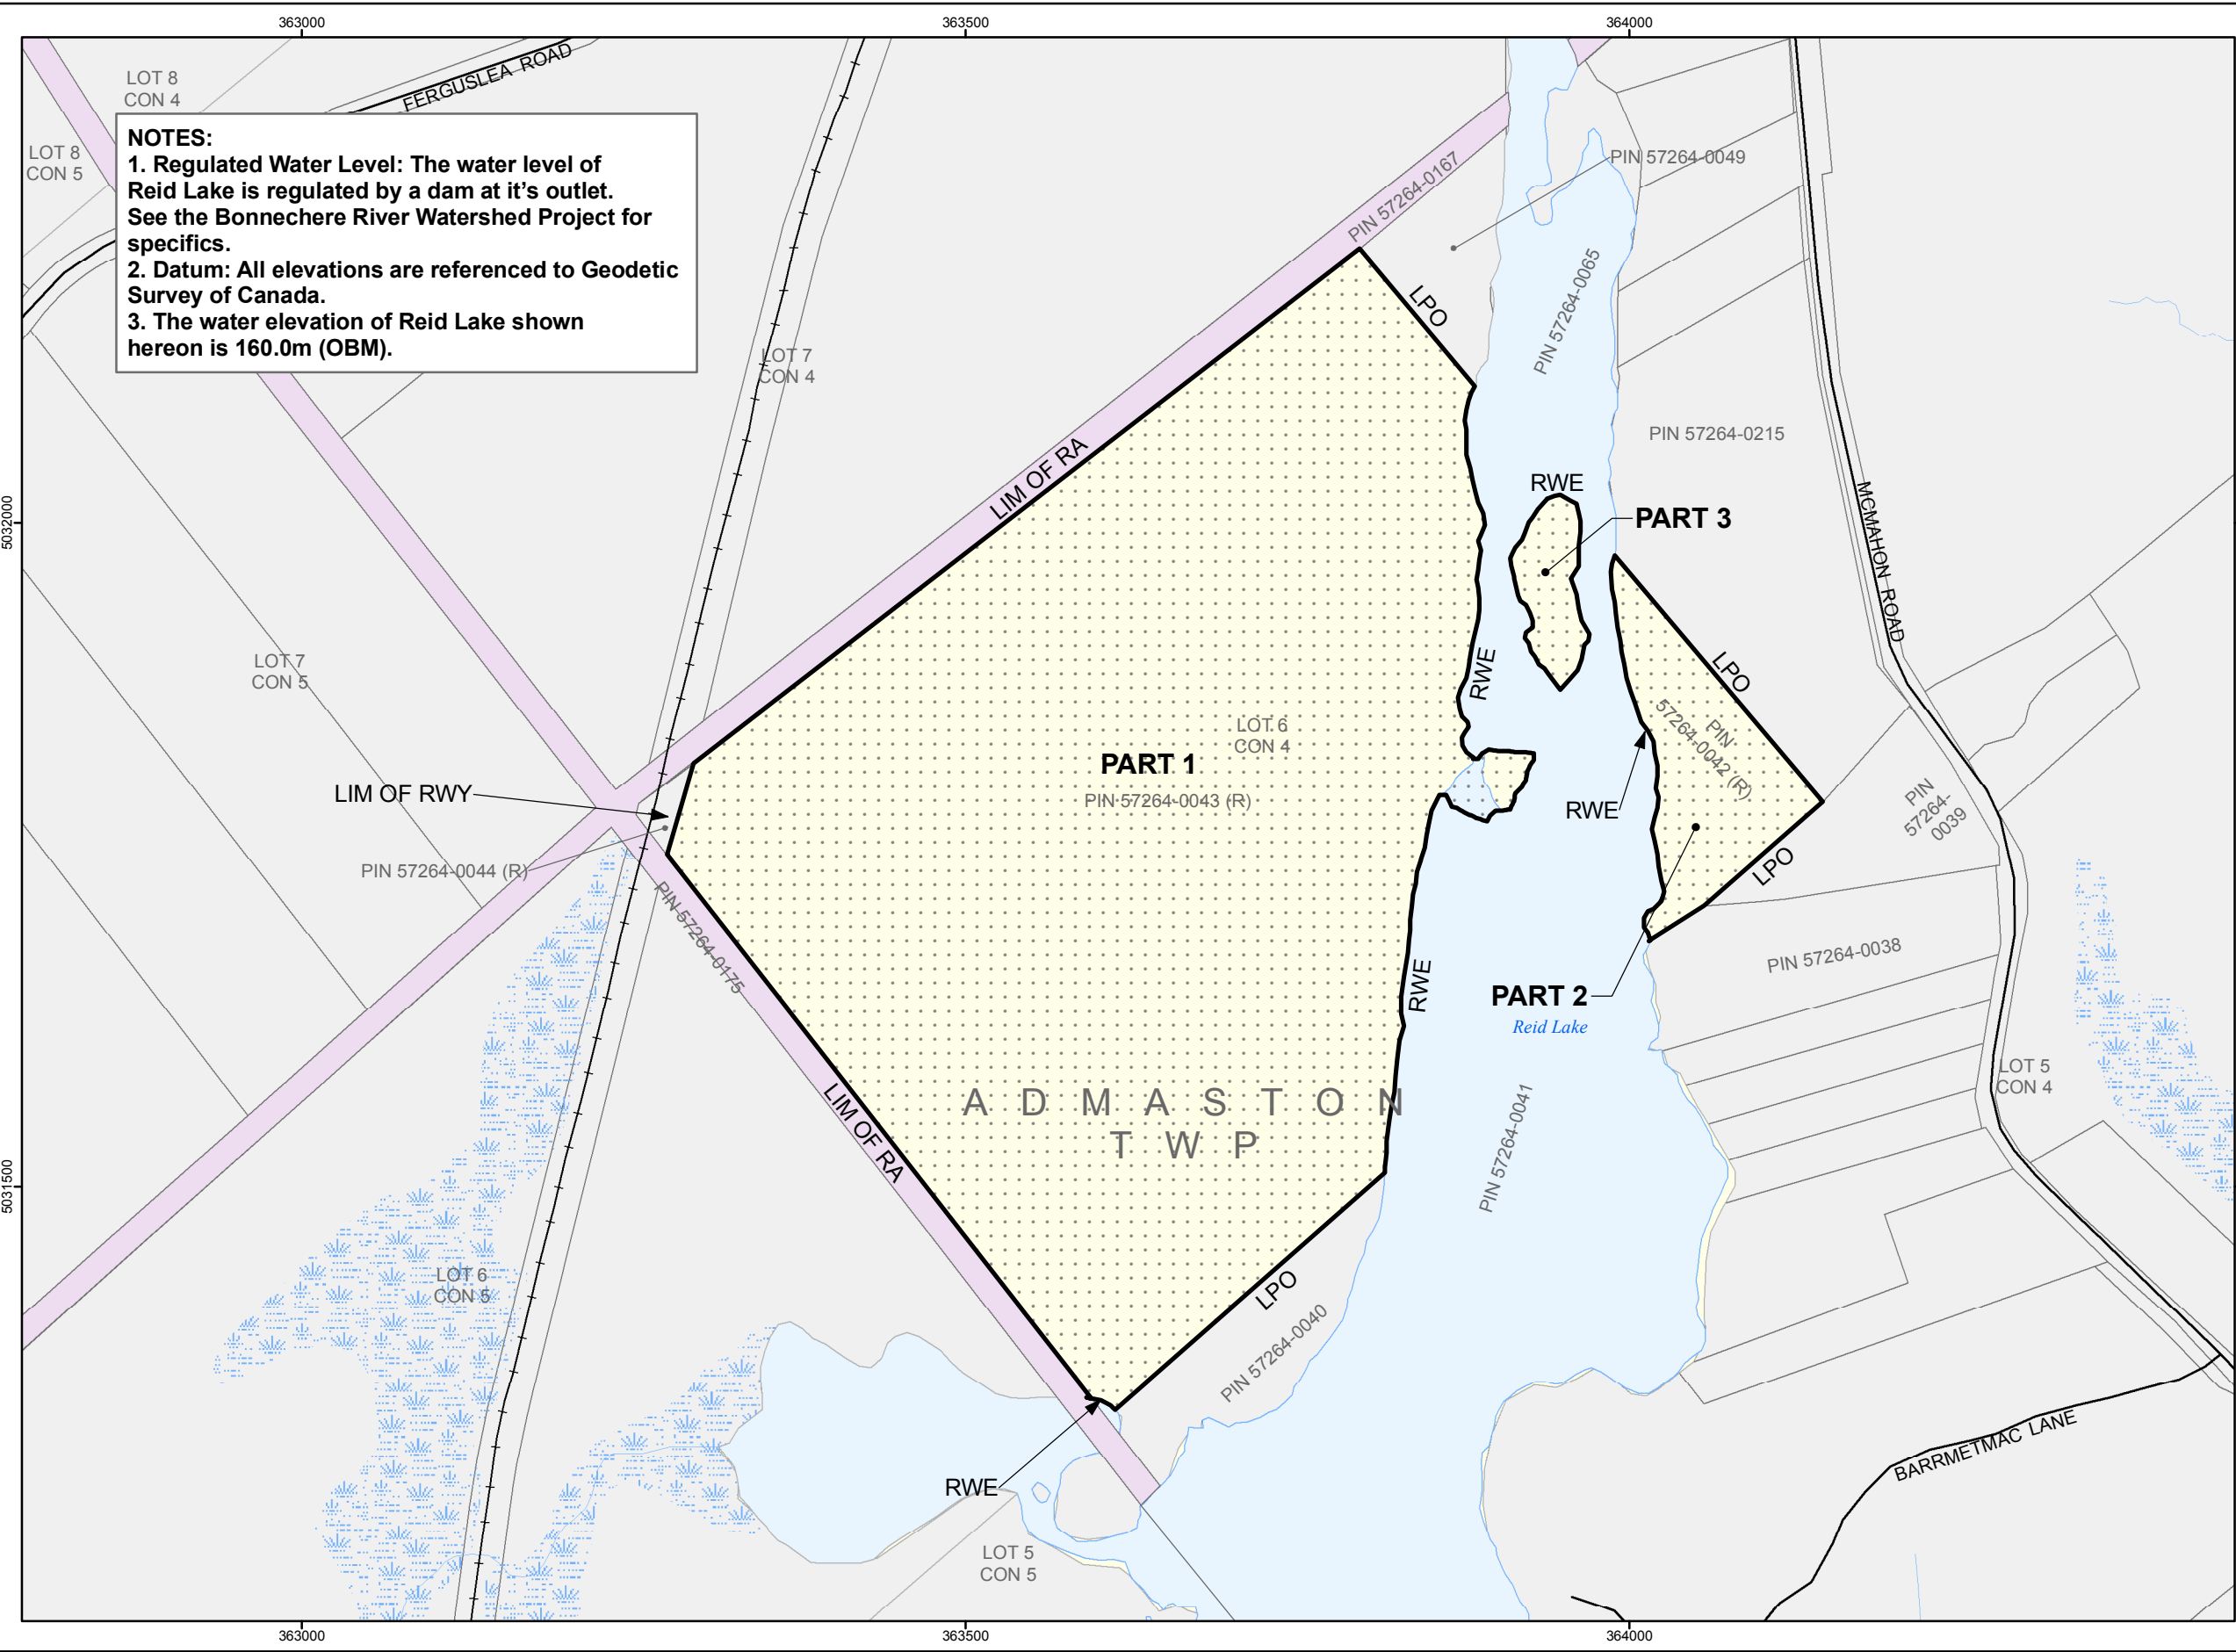 363000
363500
364000
LOT 8
CON 4
FERGUSLEA ROAD
LOT 8
CON 5
NOTES:
1. Regulated Water Level: The water level of
Reid Lake is regulated by a dam at it's outlet.
See the Bonnechere River Watershed Project for
specifics.
2. Datum: All elevations are referenced to Geodetic
Survey of Canada.
3. The water elevation of Reid Lake shown
hereon is 160.0m (OBM).
PIN 57264-0167
PIN 57264-0049
PIN 57264-0065
LPO
LOT 7
CON 4
PIN 57264-0215
LIM OF RA
RWE
PART 3
5032000
MCMAHON ROAD
LOT 7
CON 5
RWE
LPO
LOT 6
CON 4
PIN
57264-0042 (R)
PART 1
PIN 57264-0043 (R)
LIM OF RWY
RWE
PIN
57264-
0039
PIN 57264-0044 (R)
LPO
PIN 57264-0175
PIN 57264-0038
RWE
PART 2
Reid Lake
LOT 5
CON 4
ADMASTON
TWP
LIM OF RA
PIN 57264-0041
5031500
LOT 6
CON 5
LPO
PIN 57264-0040
BARRMETMAC LANE
RWE
LOT 5
CON 5
363000
363500
364000